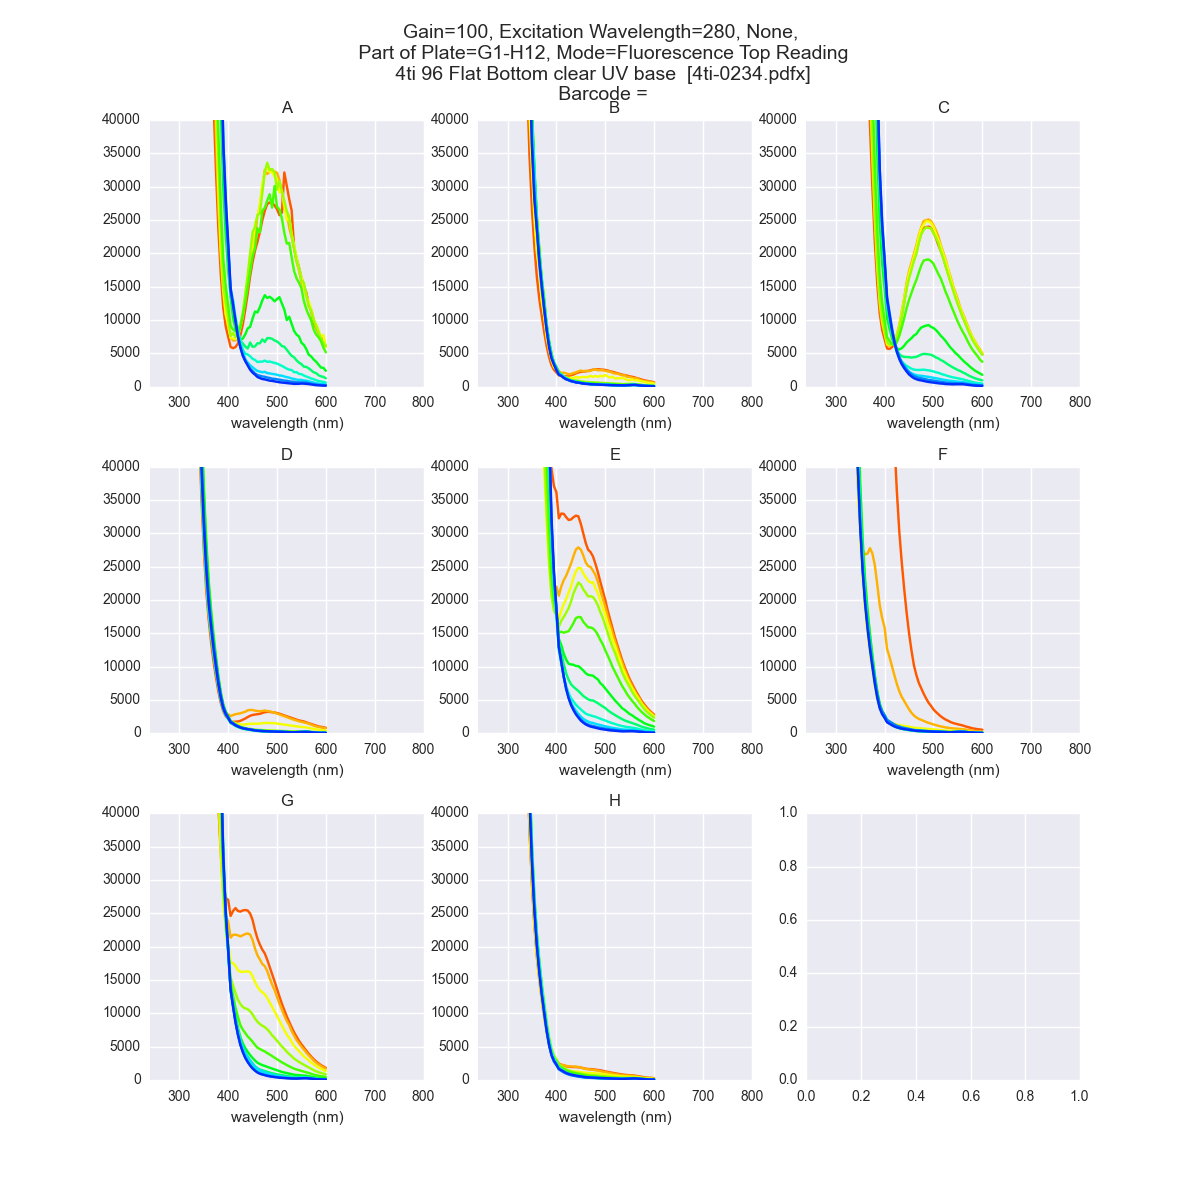 Gain=100, Excitation Wavelength=280, None,
Part of Plate=G1-H12, Mode=Fluorescence Top Reading
4ti 96 Flat Bottom clear UV base  [4ti-0234.pdfx]
Barcode =
A
40000
35000
30000
25000
20000
15000
10000
5000
0
300 400 500 600 700 800
wavelength (nm)
B
40000
35000
30000
25000
20000
15000
10000
5000
0
300 400 500 600 700 800
wavelength (nm)
C
40000
35000
30000
25000
20000
15000
10000
5000
0
300 400 500 600 700 800
wavelength (nm)
D
40000
35000
30000
25000
20000
15000
10000
5000
0
300 400 500 600 700 800
wavelength (nm)
E
40000
35000
30000
25000
20000
15000
10000
5000
0
300 400 500 600 700 800
wavelength (nm)
F
40000
35000
30000
25000
20000
15000
10000
5000
0
300 400 500 600 700 800
wavelength (nm)
G
40000
35000
30000
25000
20000
15000
10000
5000
0
300 400 500 600 700 800
wavelength (nm)
H
40000
35000
30000
25000
20000
15000
10000
5000
0
300 400 500 600 700 800
wavelength (nm)
1.0
0.8
0.6
0.4
0.2
0.0
0.0 0.2 0.4 0.6 0.8 1.0